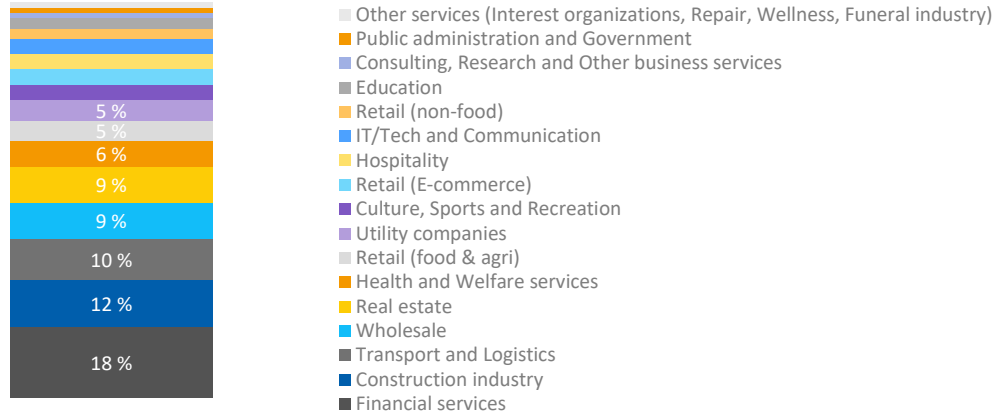 5 %
5 %
6 %
9 %
9 %
10 %
12 %
18 %
Other services (Interest organizations, Repair, Wellness, Funeral industry)
Public administration and Government
Consulting, Research and Other business services
Education
Retail (non-food)
IT/Tech and Communication
Hospitality
Retail (E-commerce)
Culture, Sports and Recreation
Utility companies
Retail (food & agri)
Health and Welfare services
Real estate
Wholesale
Transport and Logistics
Construction industry
Financial services